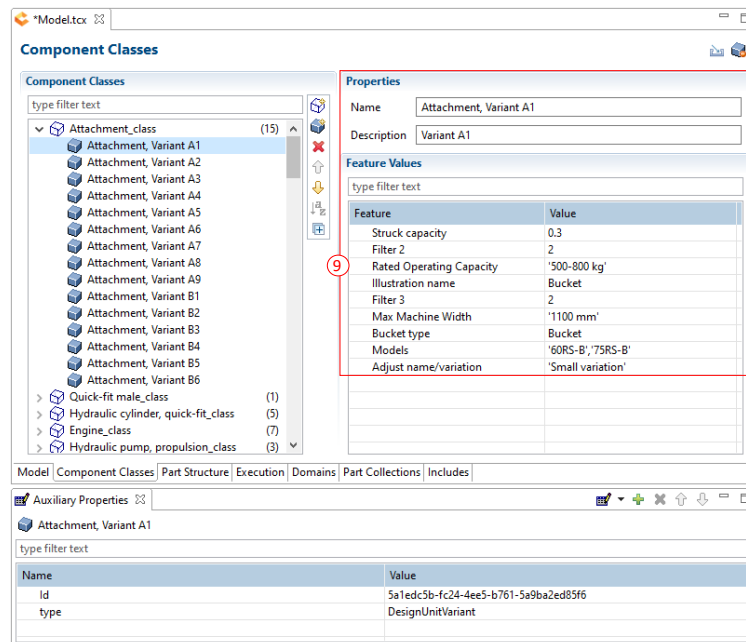 *Model.tcx
Component Classes
Component Classes
type filter text
Attachment_class (15)
Attachment, Variant A1
Attachment, Variant A2
Attachment, Variant A3
Attachment, Variant A4
Attachment, Variant A5
Attachment, Variant A6
Attachment, Variant A7
Attachment, Variant A8
Attachment, Variant A9
Attachment, Variant B1
Attachment, Variant B2
Attachment, Variant B3
Attachment, Variant B4
Attachment, Variant B5
Attachment, Variant B6
Quick-fit male_class (1)
Hydraulic cylinder, quick-fit_class (5)
Engine_class (7)
Hydraulic pump, propulsion_class (3)
Properties
Name Attachment, Variant A1
Description Variant A1
Feature Values
type filter text
Feature Value
Struck capacity 0.3
Filter 2 2
9
Rated Operating Capacity '500-800 kg'
Illustration name Bucket
Filter 3 2
Max Machine Width '1100 mm'
Bucket type Bucket
Models '60RS-B','75RS-B'
Adjust name/variation 'Small variation'
Model Component Classes Part Structure Execution Domains Part Collections Includes
Auxiliary Properties
Attachment, Variant A1
type filter text
Name Value
Id 5a1edc5b-fc24-4ee5-b761-5a9ba2ed85f6
type DesignUnitVariant